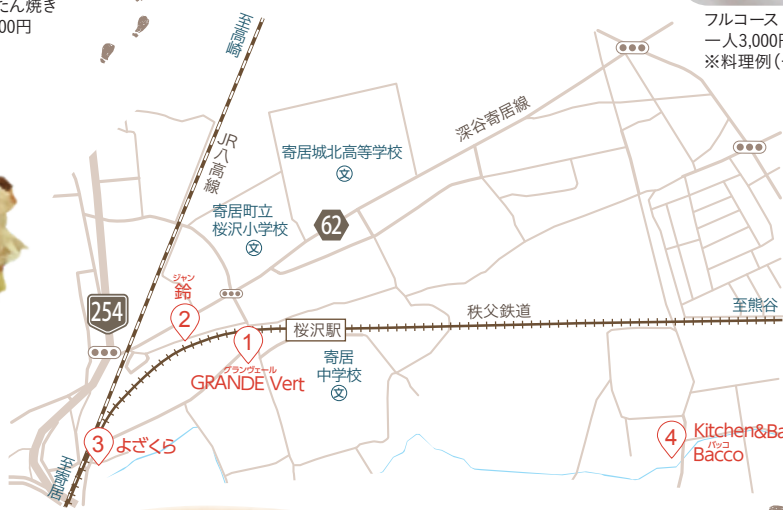 たん焼き
00円
フルコース
一人3,000円
※料理例(
至高崎
JR八高線
寄居城北高等学校
文
深谷寄居線
寄居町立
桜沢小学校
文
62
ジャン
鈴
2
254
1
グランヴェール
GRANDE Vert
桜沢駅
秩父鉄道
至熊谷
寄居
中学校
文
3 よざくら
至寄居
4
Kitchen&Ba
バッコ
Bacco